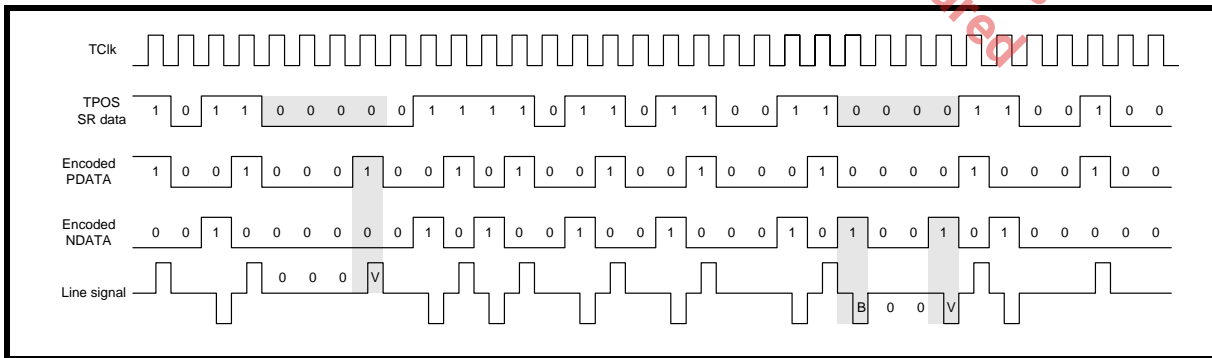 TClk
TPOS
SR data
1 0 1 1 0 0 0 0 0 1 1 1 1 0 1 1 0 1 1 0 0 1 1 0 0 0 0 1 1 0 0 1 0 0
Encoded
PDATA
1 0 0 1 0 0 0 1 0 0 1 0 1 0 0 1 0 0 1 0 0 0 1 0 0 0 0 1 0 0 0 1 0 0
Encoded
NDATA
0 0 1 0 0 0 0 0 0 1 0 1 0 0 1 0 0 1 0 0 0 1 0 1 0 0 1 0 1 0 0 0 0 0
Line signal
0 0 0 V
B 0 0 V